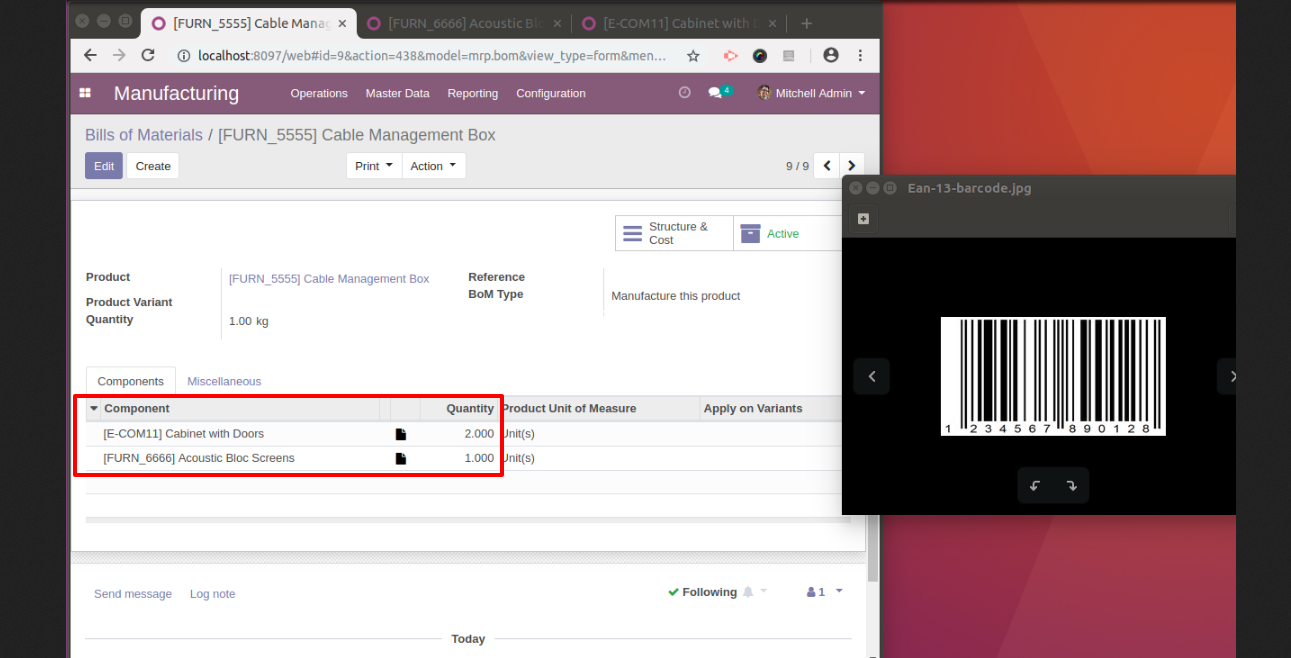 [FURN_5555] Cable Manag
[FURN_6666] Acoustic Blo
[E-COM11] Cabinet with D
localhost:8097/web#id=9&action=438&model=mrp.bom&view_type=form&men...
Manufacturing
Operations
Master Data
Reporting
Configuration
4
Mitchell Admin
Bills of Materials / [FURN_5555] Cable Management Box
Edit
Create
Print
Action
9 / 9
Ean-13-barcode.jpg
Structure &
Cost
Active
Product
[FURN_5555] Cable Management Box
Reference
BoM Type
Manufacture this product
Product Variant
Quantity
1.00 kg
1 234567 890128
Components
Miscellaneous
Component Quantity Product Unit of Measure Apply on Variants
[E-COM11] Cabinet with Doors 2.000 Unit(s)
[FURN_6666] Acoustic Bloc Screens 1.000 Unit(s)
Send message
Log note
Following
1
Today